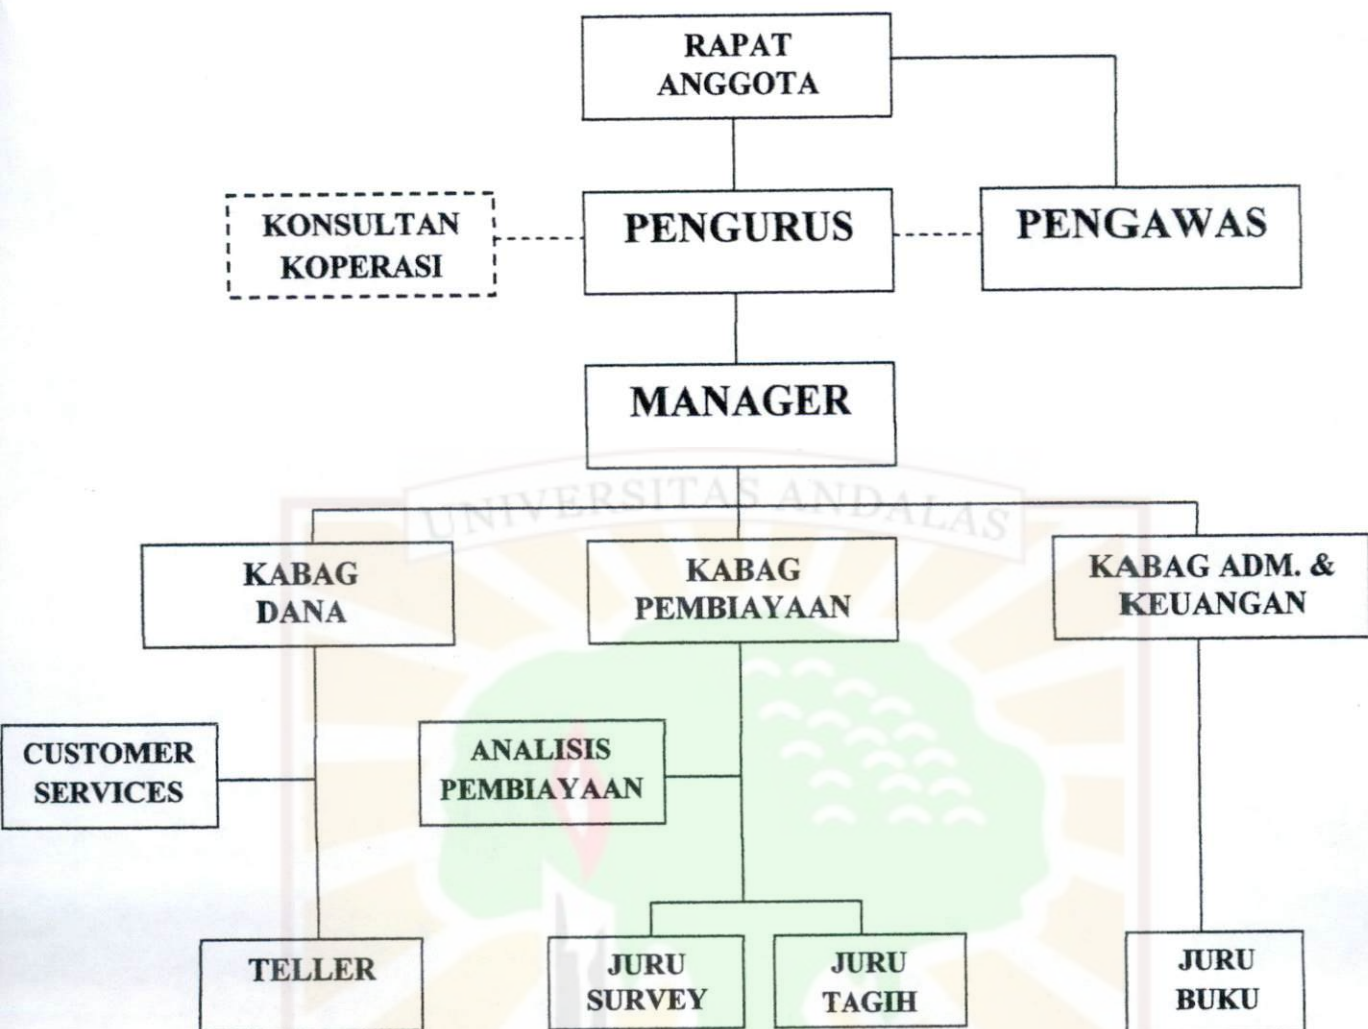 RAPAT
ANGGOTA
KONSULTAN
KOPERASI
PENGURUS
PENGAWAS
MANAGER
UNIVERSITAS ANDALAS
KABAG
DANA
KABAG
PEMBIAYAAN
KABAG ADM. &
KEUANGAN
CUSTOMER
SERVICES
ANALISIS
PEMBIAYAAN
TELLER
JURU
SURVEY
JURU
TAGIH
JURU
BUKU